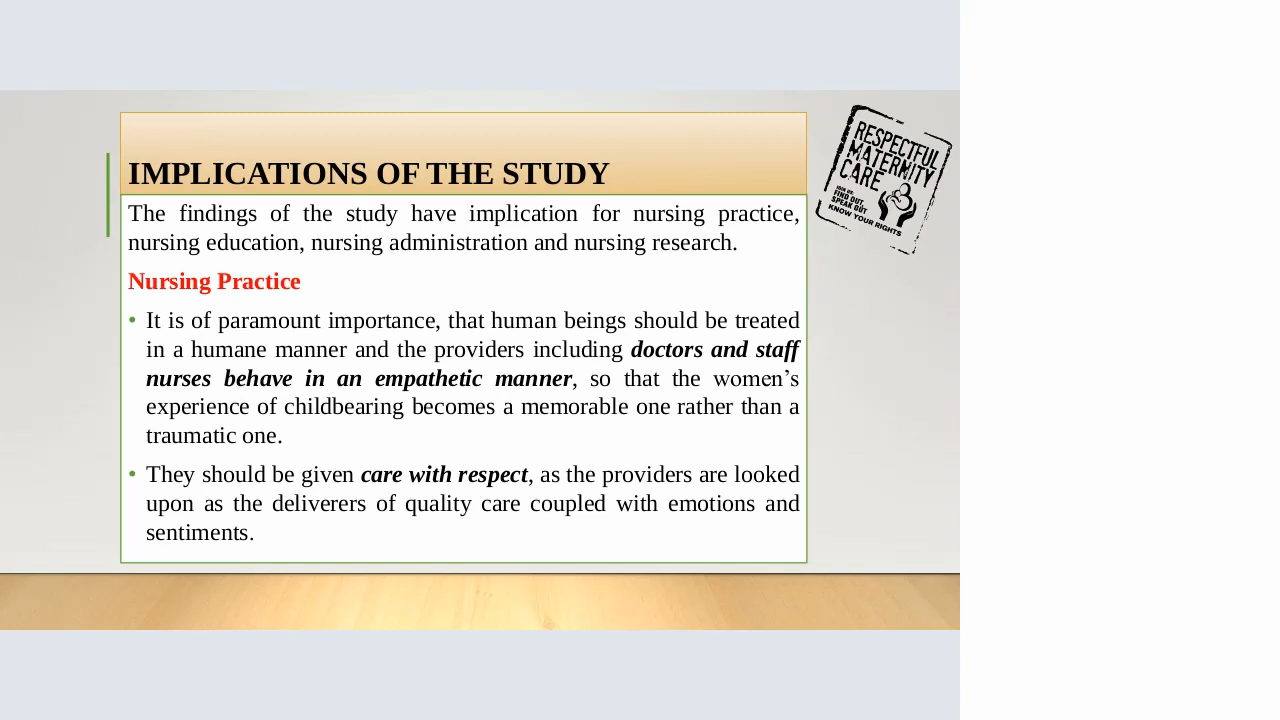 IMPLICATIONS OF THE STUDY
The findings of the study have implication for nursing practice,
nursing education, nursing administration and nursing research.
Nursing Practice
• It is of paramount importance, that human beings should be treated
in a humane manner and the providers including doctors and staff
nurses behave in an empathetic manner, so that the women’s
experience of childbearing becomes a memorable one rather than a
traumatic one.
• They should be given care with respect, as the providers are looked
upon as the deliverers of quality care coupled with emotions and
sentiments.
RESPECTFUL
MATERNITY
CARE
JOIN US:
FIND OUT
SPEAK OUT
KNOW YOUR RIGHTS